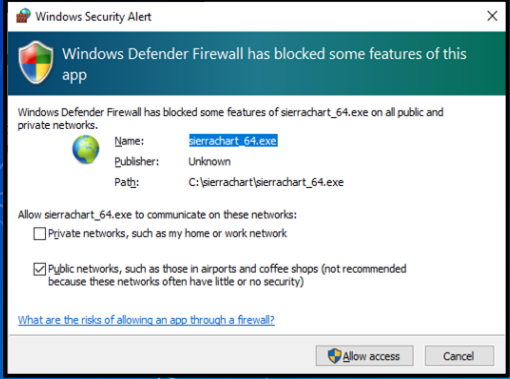 Windows Security Alert
Windows Defender Firewall has blocked some features of this
app
Windows Defender Firewall has blocked some features of sierrachart_64.exe on all public and
private networks.
Name: sierrachart_64.exe
Publisher: Unknown
Path: C:\sierrachart\sierrachart_64.exe
Allow sierrachart_64.exe to communicate on these networks:
Private networks, such as my home or work network
Public networks, such as those in airports and coffee shops (not recommended
because these networks often have little or no security)
What are the risks of allowing an app through a firewall?
Allow access Cancel